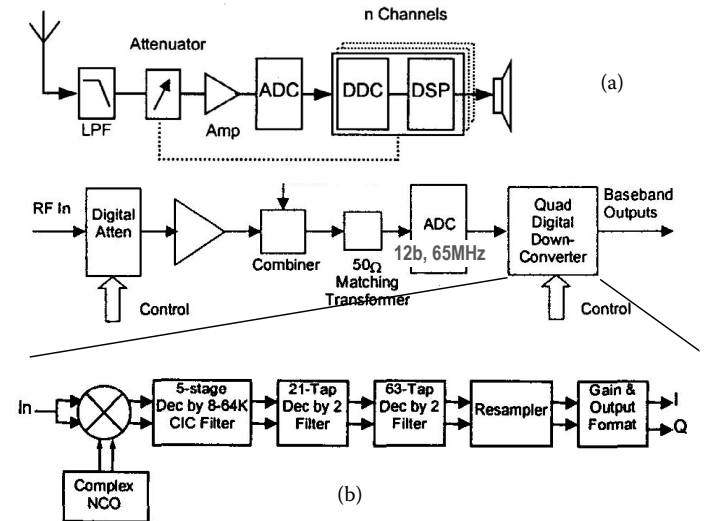 n Channels
Attenuator
(a)
ADC
DDC
DSP
LPF
Amp
RF In
Digital
Atten
Combiner
50Ω
Matching
Transformer
ADC
12b, 65MHz
Quad
Digital
Down-
Converter
Baseband
Outputs
Control
Control
In
5-stage
Dec by 8-64K
CIC Filter
21-Tap
Dec by 2
Filter
63-Tap
Dec by 2
Filter
Resampler
Gain &
Output
Format
I
Q
Complex
NCO
(b)